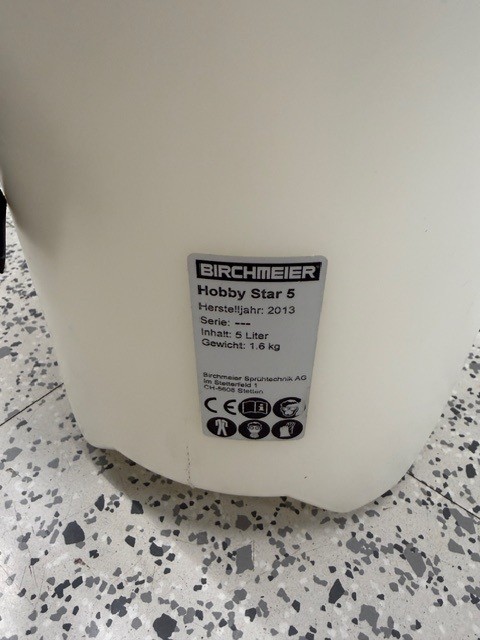 BIRCHMEIER
Hobby Star 5
Herstelljahr: 2013
Serie: ---
Inhalt: 5 Liter
Gewicht: 1.6 kg
Birchmeier Sprühtechnik AG
Im Stetterfeld 1
CH-5608 Stetten
CE